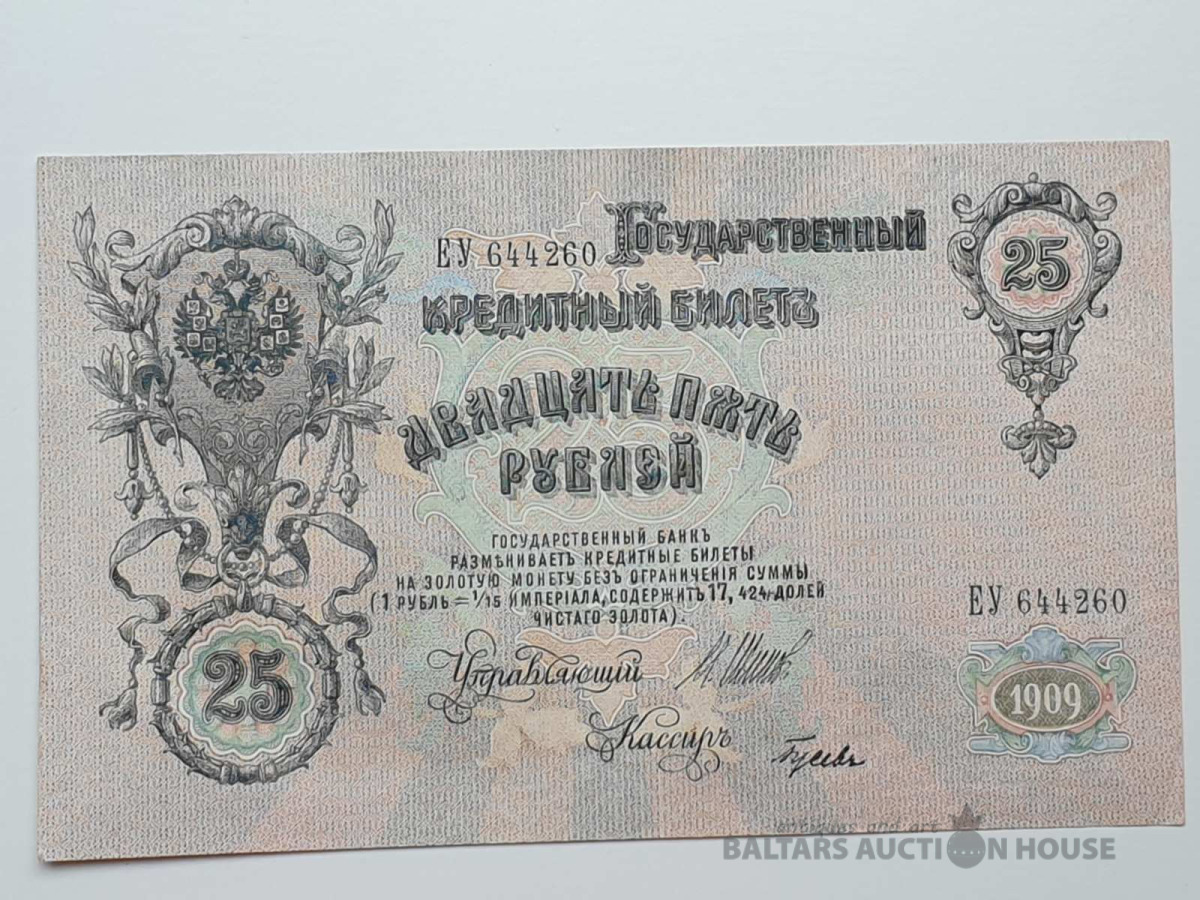 ЕУ 644260 Государственный
25
кредитный билетъ
двадцать пять
рублей
ГОСУДАРСТВЕННЫЙ БАНКЪ
РАЗМѢНИВАЕТЪ КРЕДИТНЫЕ БИЛЕТЫ
НА ЗОЛОТУЮ МОНЕТУ БЕЗЪ ОГРАНИЧЕНІЯ СУММЫ
(1 РУБЛЬ = 1/15 ИМПЕРІАЛА, СОДЕРЖИТЪ 17,424 ДОЛЕЙ
ЧИСТАГО ЗОЛОТА).
ЕУ 644260
Управляющий
25
1909
Кассиръ
Гусевъ
BALTARS AUCTION HOUSE